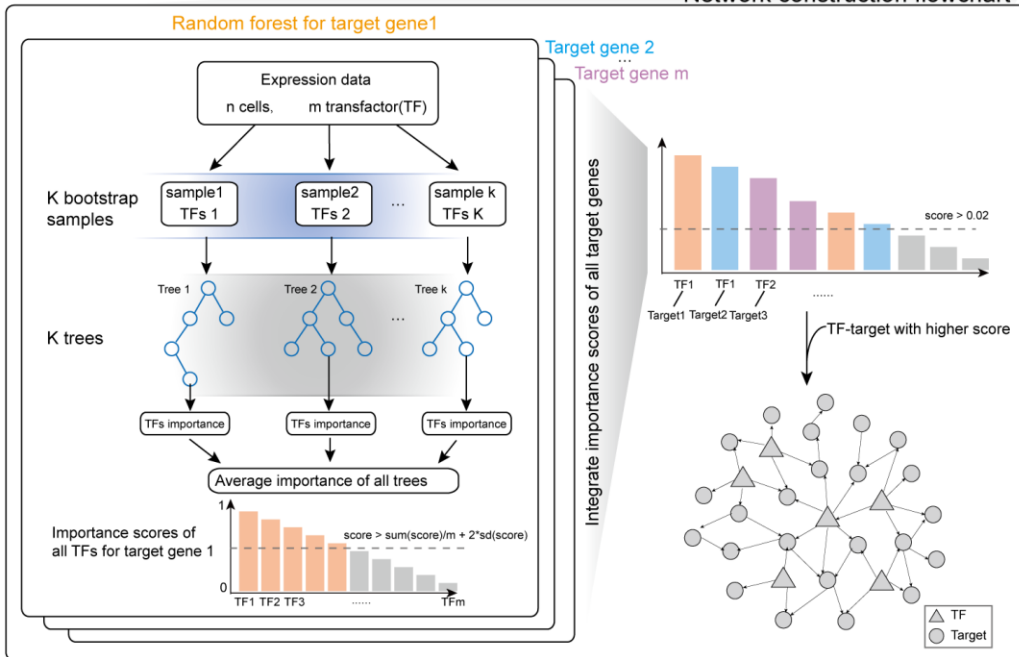 Network construction flowchart
Random forest for target gene1
Target gene 2
...
Target gene m
Expression data
n cells, m transfactor(TF)
K bootstrap
samples
sample1
TFs 1
sample2
TFs 2
...
sample k
TFs K
K trees
Tree 1
Tree 2
...
Tree k
TFs importance
TFs importance
TFs importance
Average importance of all trees
Importance scores of
all TFs for target gene 1
1
0
score > sum(score)/m + 2*sd(score)
TF1 TF2 TF3 ...... TFm
Integrate importance scores of all target genes
score > 0.02
TF1 TF1 TF2 ......
Target1 Target2 Target3
TF-target with higher score
TF
Target